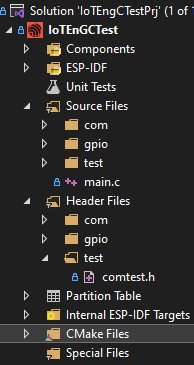 Solution 'IoTEngCTestPrj' (1 of 1
IoTEnGCTest
Components
ESP-IDF
Unit Tests
Source Files
com
gpio
test
main.c
Header Files
com
gpio
test
comtest.h
Partition Table
Internal ESP-IDF Targets
CMake Files
Special Files